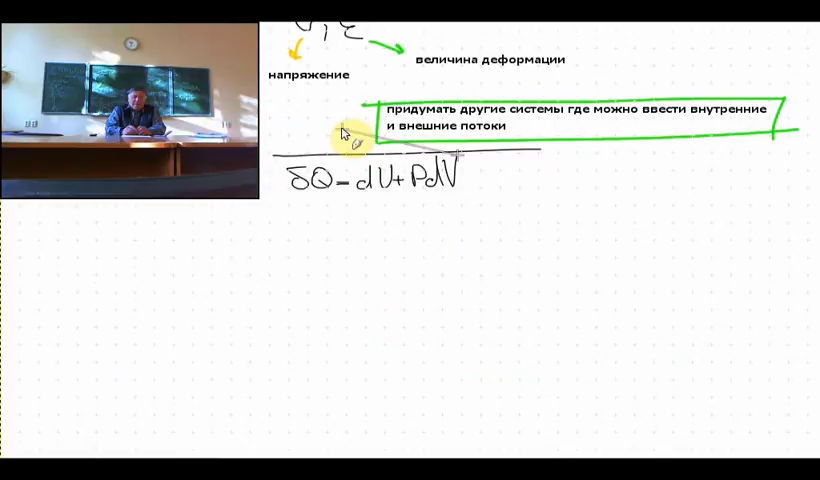 величина деформации
напряжение
придумать другие системы где можно ввести внутренние
и внешние потоки
δQ = dU + PdV